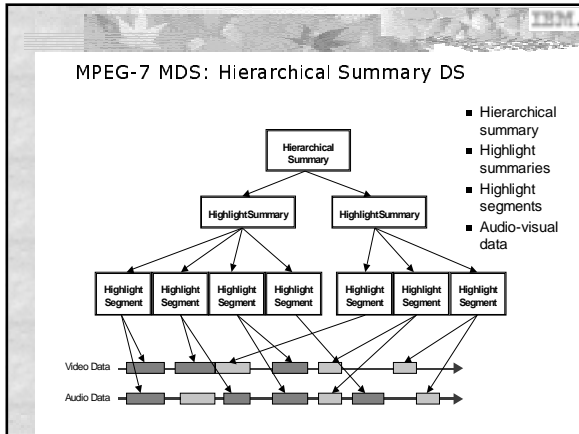 IBM.
MPEG-7 MDS: Hierarchical Summary DS
Hierarchical
Summary
HighlightSummary
HighlightSummary
Highlight
Segment
Highlight
Segment
Highlight
Segment
Highlight
Segment
Highlight
Segment
Highlight
Segment
Highlight
Segment
Video Data
Audio Data
■ Hierarchical
summary
■ Highlight
summaries
■ Highlight
segments
■ Audio-visual
data